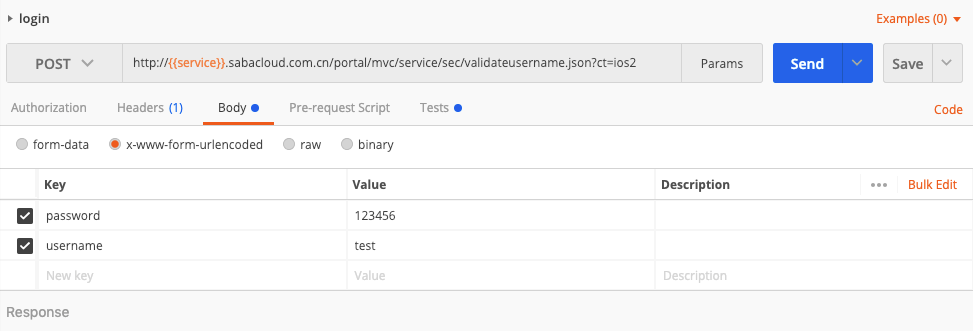 login
Examples (0)
POST http://{{service}}.sabacloud.com.cn/portal/mvc/service/sec/validateusername.json?ct=ios2 Params Send Save
Authorization Headers (1) Body Pre-request Script Tests Code
form-data x-www-form-urlencoded raw binary
Key Value Description ••• Bulk Edit
password 123456
username test
New key Value Description
Response